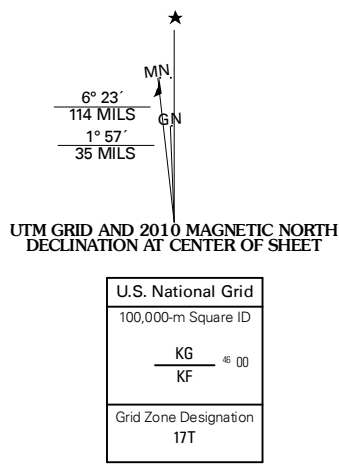 ★
M.N.
GN
6° 23´
114 MILS
1° 57´
35 MILS
UTM GRID AND 2010 MAGNETIC NORTH
DECLINATION AT CENTER OF SHEET
U.S. National Grid
100,000-m Square ID
KG
46 00
KF
Grid Zone Designation
17T